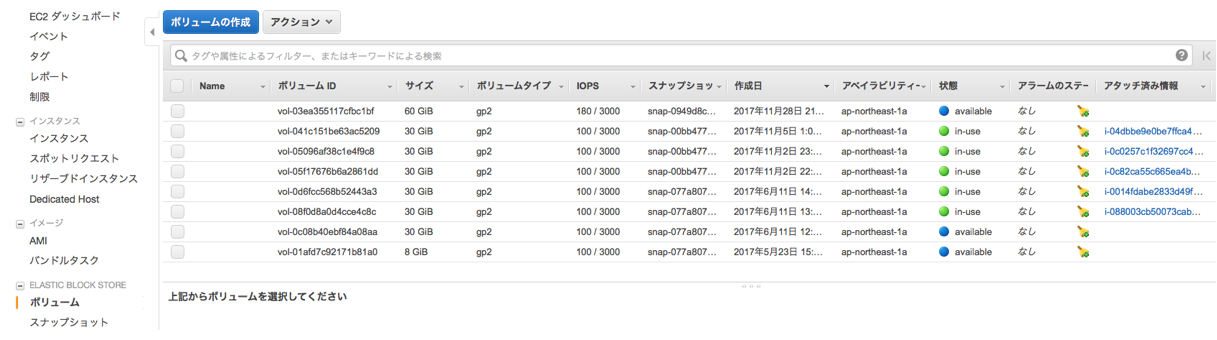 EC2 ダッシュボード
イベント
タグ
レポート
制限
インスタンス
インスタンス
スポットリクエスト
リザーブドインスタンス
Dedicated Host
イメージ
AMI
バンドルタスク
ELASTIC BLOCK STORE
ボリューム
スナップショット
ボリュームの作成 アクション
タグや属性によるフィルター、またはキーワードによる検索
Name ボリューム ID サイズ ボリュームタイプ IOPS スナップショッ 作成日 アベイラビリティー 状態 アラームのステー アタッチ済み情報
vol-03ea355117cfbc1bf 60 GiB gp2 180 / 3000 snap-0949d8c... 2017年11月28日 21... ap-northeast-1a available なし
vol-041c151be63ac5209 30 GiB gp2 100 / 3000 snap-00bb477... 2017年11月5日 1:0... ap-northeast-1a in-use なし i-04dbbe9e0be7ffca4...
vol-05096af38c1e4f9c8 30 GiB gp2 100 / 3000 snap-00bb477... 2017年11月2日 23:... ap-northeast-1a in-use なし i-0c0257c1f32697cc4...
vol-05f17676b6a2861dd 30 GiB gp2 100 / 3000 snap-00bb477... 2017年11月2日 22:... ap-northeast-1a in-use なし i-0c82ca55c665ea4b...
vol-0d6fcc568b52443a3 30 GiB gp2 100 / 3000 snap-077a807... 2017年6月11日 14:... ap-northeast-1a in-use なし i-0014fdabe2833d49f...
vol-08f0d8a0d4cce4c8c 30 GiB gp2 100 / 3000 snap-077a807... 2017年6月11日 13:... ap-northeast-1a in-use なし i-088003cb50073cab...
vol-0c08b40ebf84a08aa 30 GiB gp2 100 / 3000 snap-077a807... 2017年6月11日 12:... ap-northeast-1a available なし
vol-01afd7c92171b81a0 8 GiB gp2 100 / 3000 snap-077a807... 2017年5月23日 15:... ap-northeast-1a available なし
上記からボリュームを選択してください